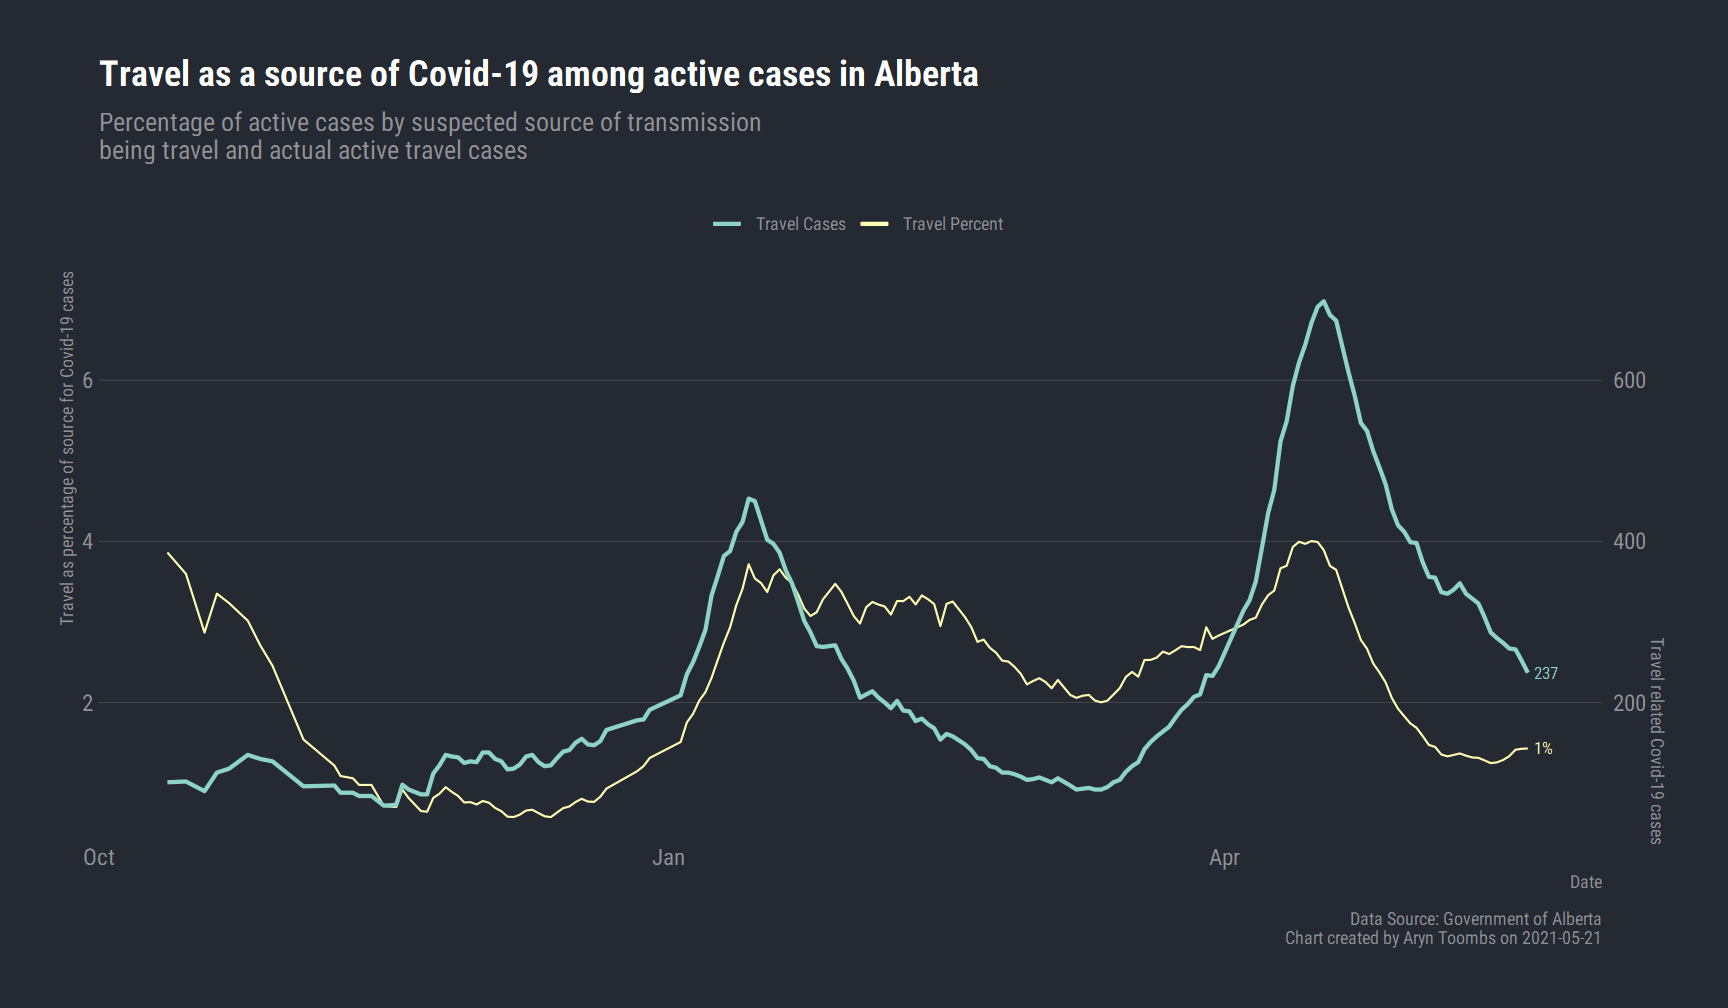 Travel as a source of Covid-19 among active cases in Alberta
Percentage of active cases by suspected source of transmission
being travel and actual active travel cases
Travel Cases
Travel Percent
Travel as percentage of source for Covid-19 cases
6
4
2
600
400
200
Travel related Covid-19 cases
237
1%
Oct
Jan
Apr
Date
Data Source: Government of Alberta
Chart created by Aryn Toombs on 2021-05-21